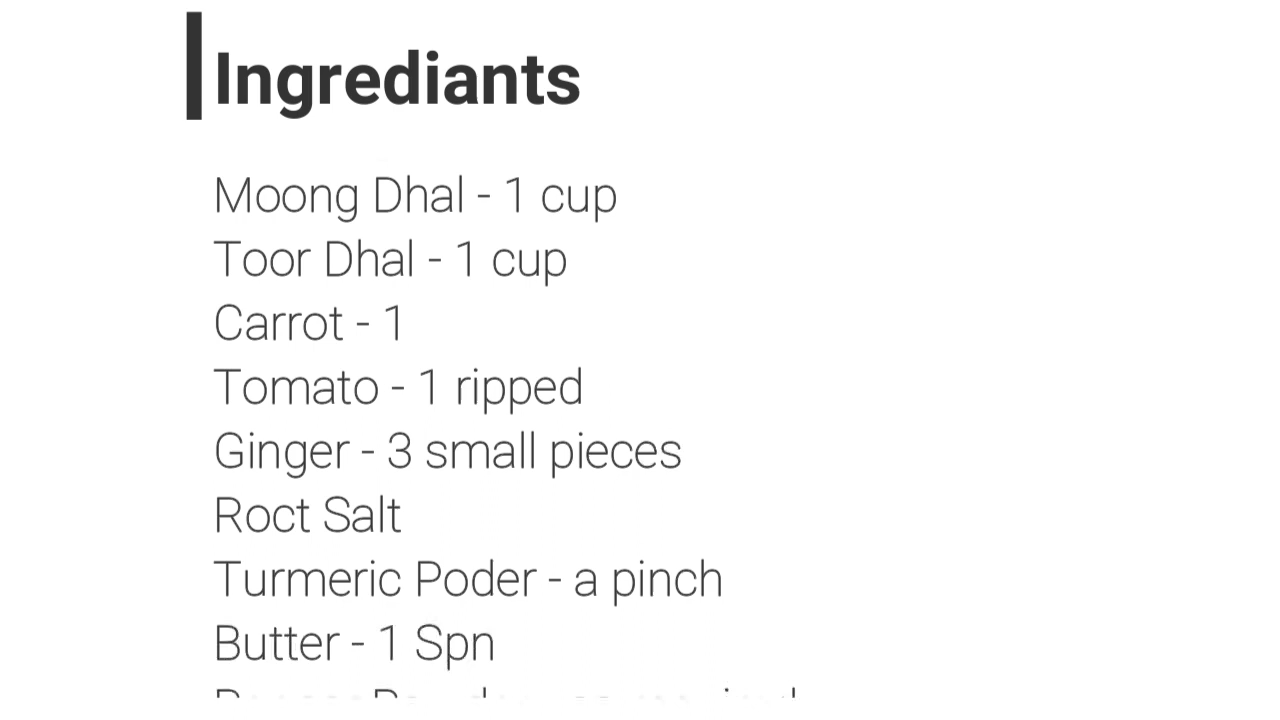 Ingrediants
Moong Dhal - 1 cup
Toor Dhal - 1 cup
Carrot - 1
Tomato - 1 ripped
Ginger - 3 small pieces
Roct Salt
Turmeric Poder - a pinch
Butter - 1 Spn